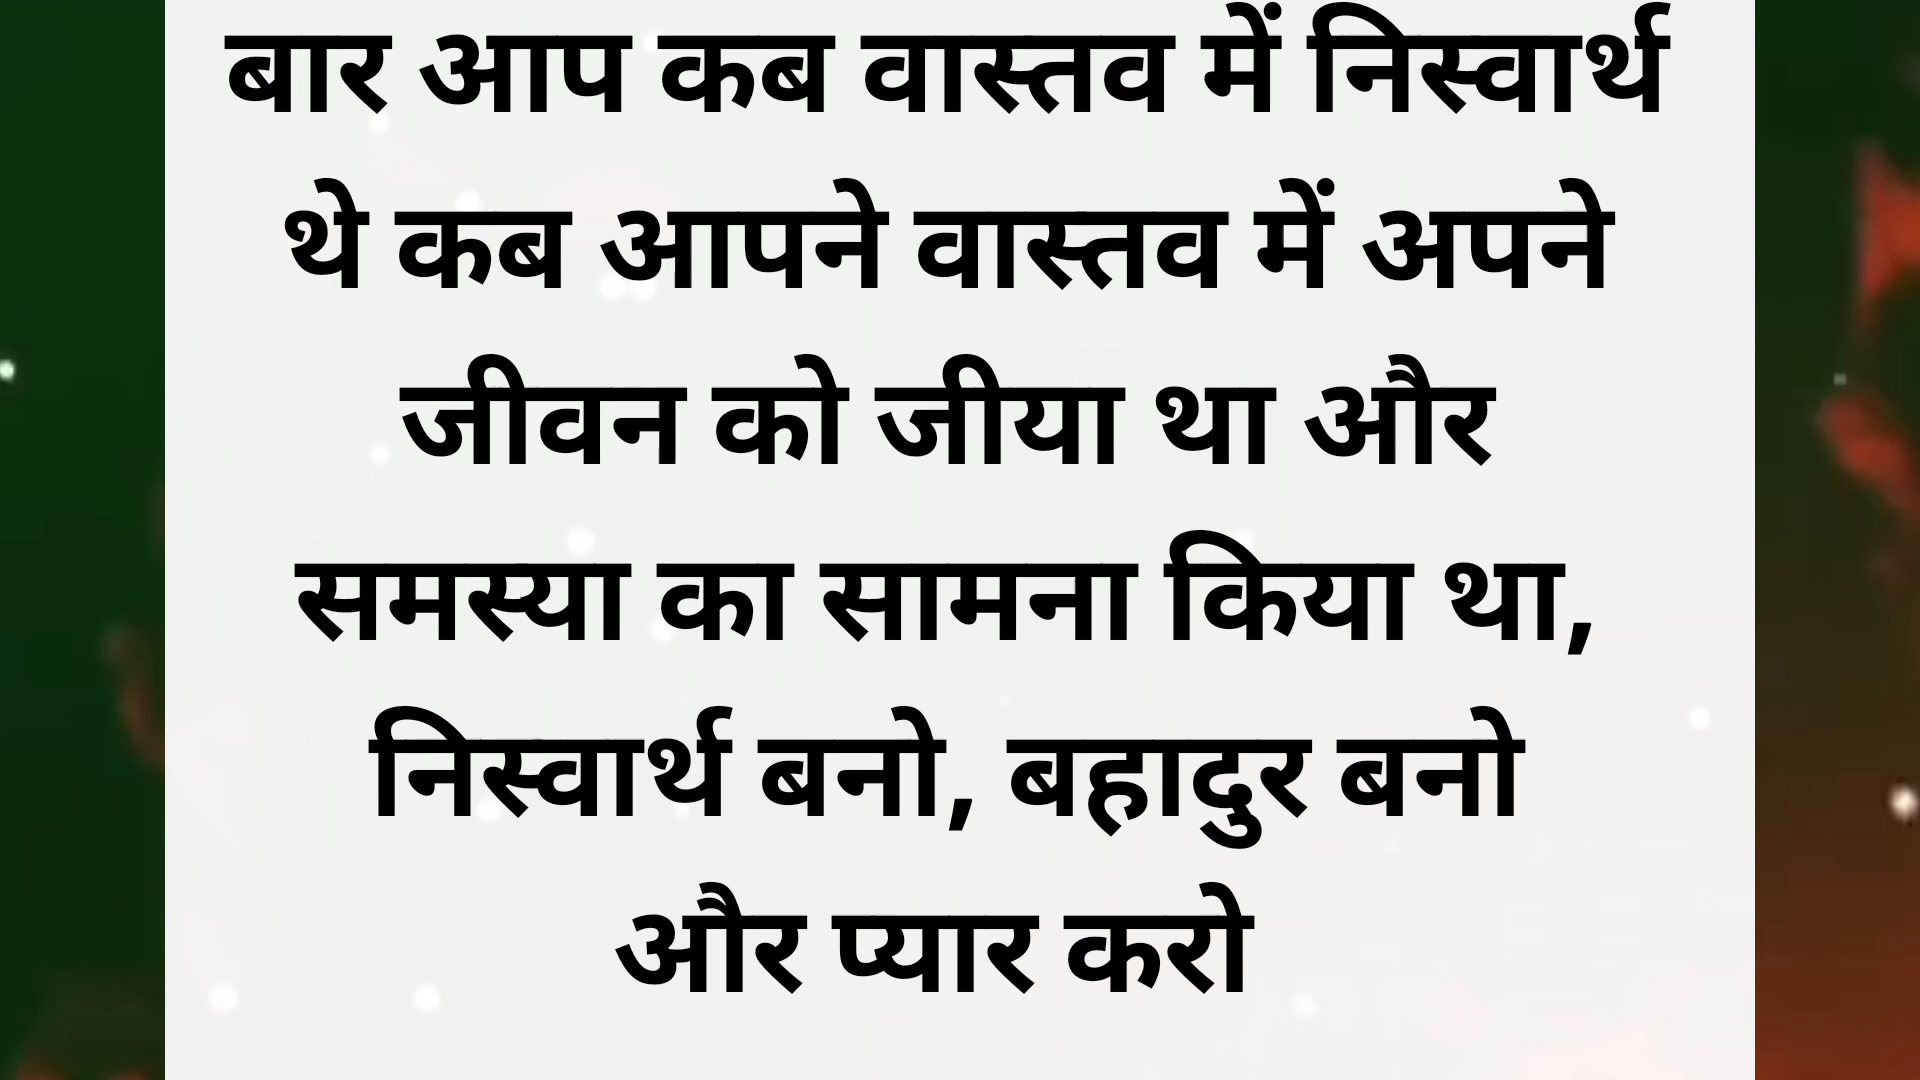 बार आप कब वास्तव में निस्वार्थ
थे कब आपने वास्तव में अपने
जीवन को जीया था और
समस्या का सामना किया था,
निस्वार्थ बनो, बहादुर बनो
और प्यार करो